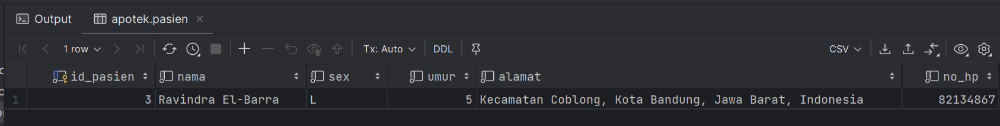 Output apotek.pasien
1 row Tx: Auto DDL CSV
id_pasien nama sex umur alamat no_hp
1 3 Ravindra El-Barra L 5 Kecamatan Coblong, Kota Bandung, Jawa Barat, Indonesia 82134867